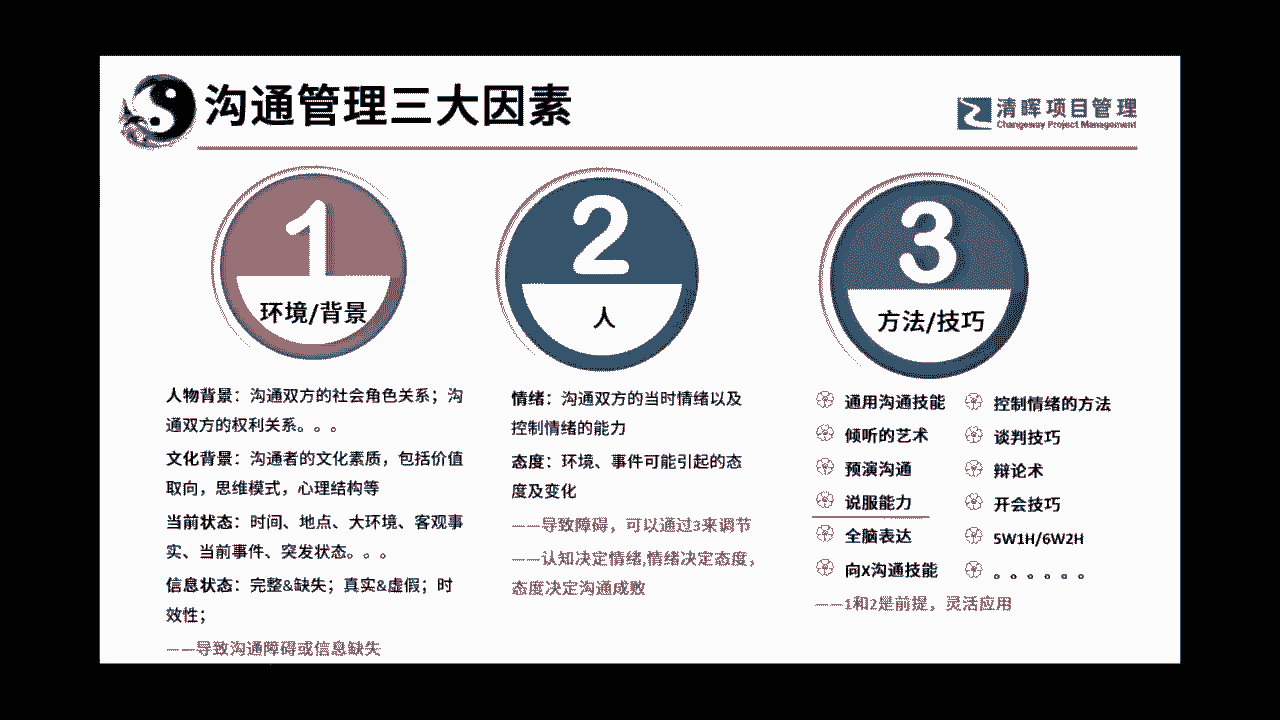 沟通管理三大因素
清晖项目管理
Changeway Project Management
1
环境/背景
人物背景：沟通双方的社会角色关系；沟
通双方的权利关系。。。
文化背景：沟通者的文化素质，包括价值
取向，思维模式，心理结构等
当前状态：时间、地点、大环境、客观事
实、当前事件、突发状态。。。
信息状态：完整&缺失；真实&虚假；时
效性；
——导致沟通障碍或信息缺失
2
人
情绪：沟通双方的当时情绪以及
控制情绪的能力
态度：环境、事件可能引起的态
度及变化
——导致障碍，可以通过3来调节
——认知决定情绪,情绪决定态度，
态度决定沟通成败
3
方法/技巧
通用沟通技能
倾听的艺术
预演沟通
说服能力
全脑表达
向X沟通技能
控制情绪的方法
谈判技巧
辩论术
开会技巧
5W1H/6W2H
。。。。。。
——1和2是前提，灵活应用